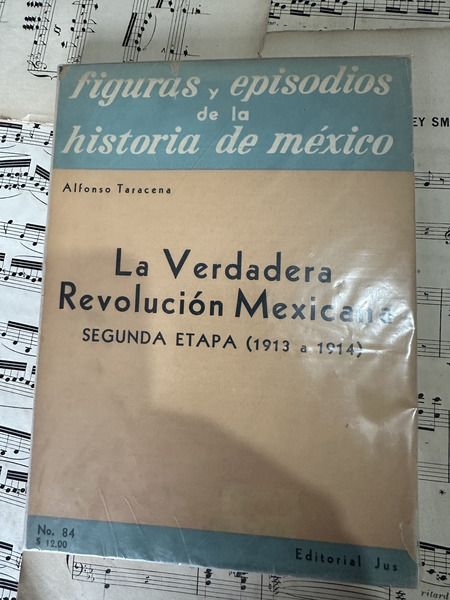 figuras y episodios
de la
historia de méxico
EY SM
Alfonso Taracena
La Verdadera
Revolución Mexicana
SEGUNDA ETAPA (1913 a 1914)
No. 84
$ 12.00
Editorial Jus
ritard